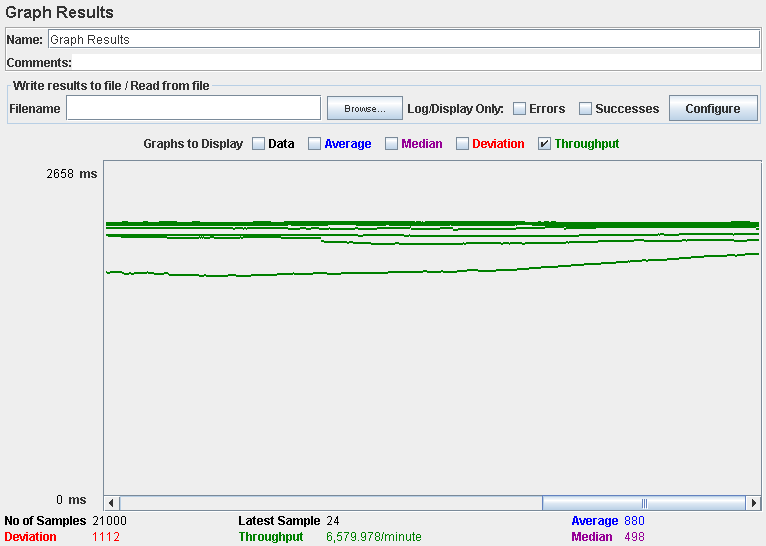 Graph Results
Name: Graph Results
Comments:
Write results to file / Read from file
Filename Browse... Log/Display Only: Errors Successes Configure
Graphs to Display Data Average Median Deviation Throughput
2658 ms
0 ms
No of Samples 21000 Latest Sample 24 Average 880
Deviation 1112 Throughput 6,579.978/minute Median 498